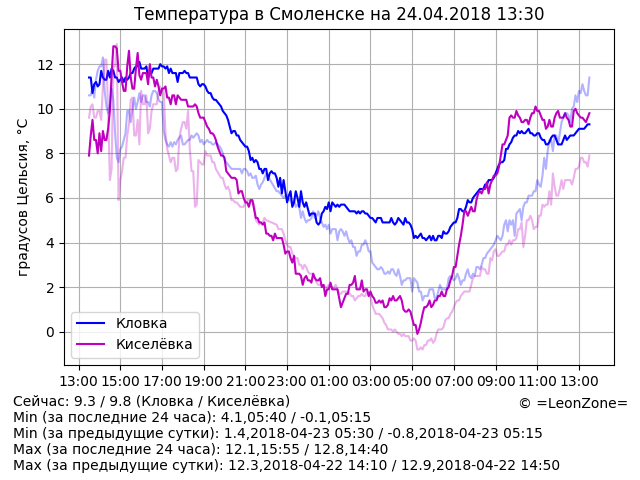 Температура в Смоленске на 24.04.2018 13:30
градусов Цельсия, °C
12
10
8
6
4
2
0
Кловка
Киселёвка
13:00 15:00 17:00 19:00 21:00 23:00 01:00 03:00 05:00 07:00 09:00 11:00 13:00
Сейчас: 9.3 / 9.8 (Кловка / Киселёвка)
© =LeonZone=
Min (за последние 24 часа): 4.1,05:40 / -0.1,05:15
Min (за предыдущие сутки): 1.4,2018-04-23 05:30 / -0.8,2018-04-23 05:15
Max (за последние 24 часа): 12.1,15:55 / 12.8,14:40
Max (за предыдущие сутки): 12.3,2018-04-22 14:10 / 12.9,2018-04-22 14:50